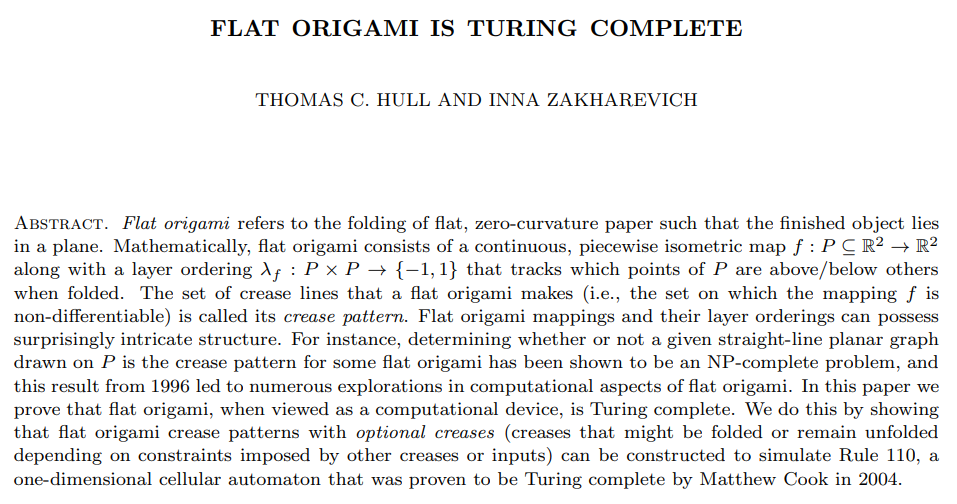 FLAT ORIGAMI IS TURING COMPLETE
THOMAS C. HULL AND INNA ZAKHAREVICH
ABSTRACT. Flat origami refers to the folding of flat, zero-curvature paper such that the finished object lies
in a plane. Mathematically, flat origami consists of a continuous, piecewise isometric map f : P ⊆ ℝ² → ℝ²
along with a layer ordering λ_f : P × P → {−1, 1} that tracks which points of P are above/below others
when folded. The set of crease lines that a flat origami makes (i.e., the set on which the mapping f is
non-differentiable) is called its crease pattern. Flat origami mappings and their layer orderings can possess
surprisingly intricate structure. For instance, determining whether or not a given straight-line planar graph
drawn on P is the crease pattern for some flat origami has been shown to be an NP-complete problem, and
this result from 1996 led to numerous explorations in computational aspects of flat origami. In this paper we
prove that flat origami, when viewed as a computational device, is Turing complete. We do this by showing
that flat origami crease patterns with optional creases (creases that might be folded or remain unfolded
depending on constraints imposed by other creases or inputs) can be constructed to simulate Rule 110, a
one-dimensional cellular automaton that was proven to be Turing complete by Matthew Cook in 2004.